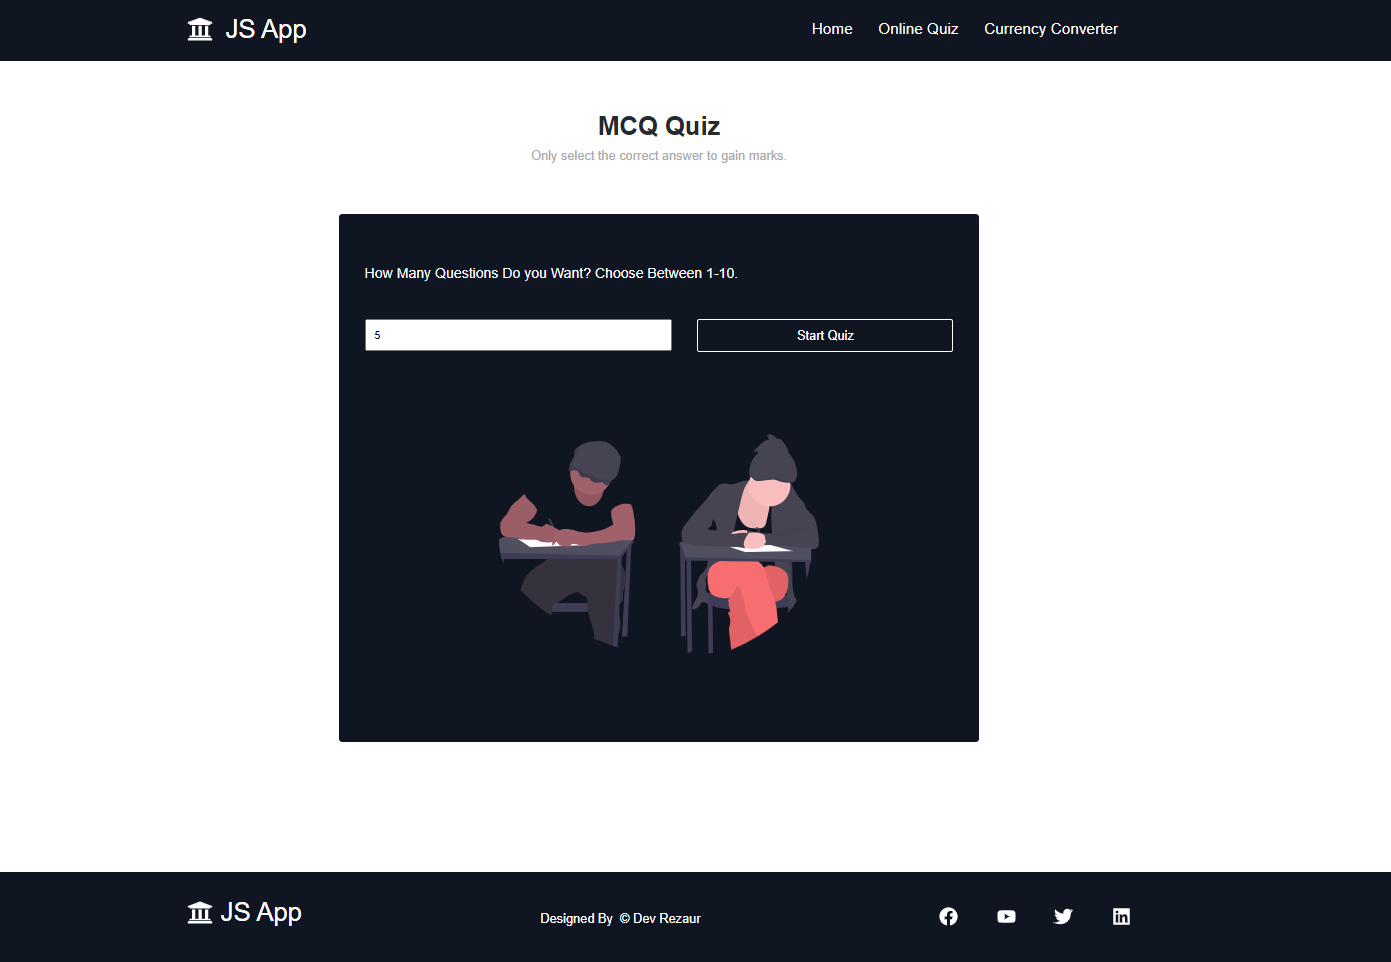 JS App
Home Online Quiz Currency Converter
MCQ Quiz
Only select the correct answer to gain marks.
How Many Questions Do you Want? Choose Between 1-10.
5
Start Quiz
JS App
Designed By © Dev Rezaur